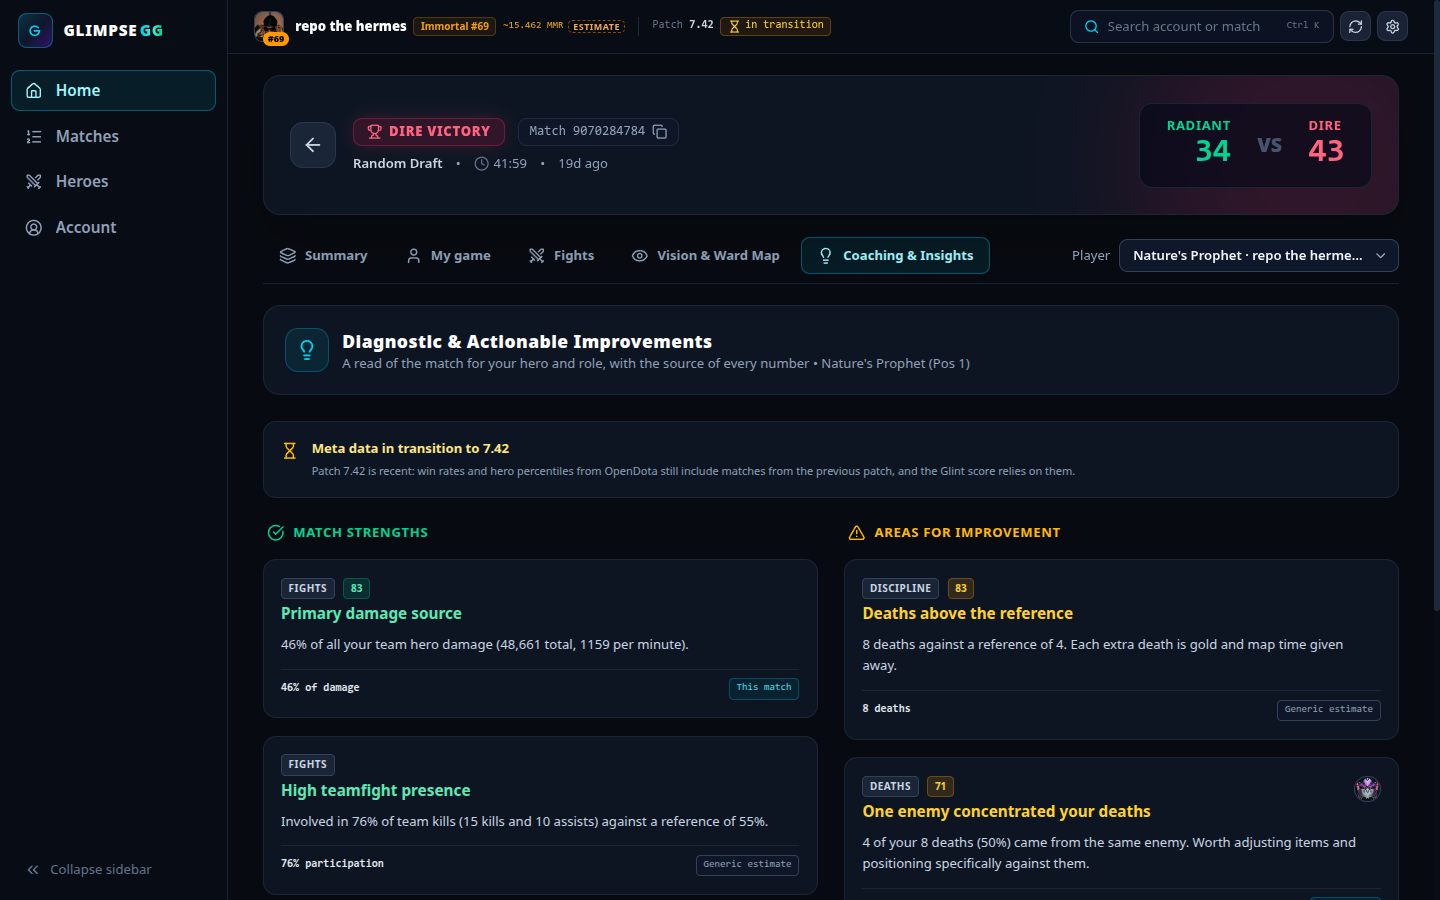 GLIMPSE GG
Home
Matches
Heroes
Account
Collapse sidebar
#69
repo the hermes
Immortal #69
~15.462 MMR
ESTIMATE
Patch 7.42
in transition
Search account or match
Ctrl K
DIRE VICTORY
Match 9070284784
Random Draft • 41:59 • 19d ago
RADIANT
34
VS
DIRE
43
Summary
My game
Fights
Vision & Ward Map
Coaching & Insights
Player
Nature's Prophet · repo the herme...
Diagnostic & Actionable Improvements
A read of the match for your hero and role, with the source of every number • Nature's Prophet (Pos 1)
Meta data in transition to 7.42
Patch 7.42 is recent: win rates and hero percentiles from OpenDota still include matches from the previous patch, and the Glint score relies on them.
MATCH STRENGTHS
FIGHTS 83
Primary damage source
46% of all your team hero damage (48,661 total, 1159 per minute).
46% of damage
This match
FIGHTS
High teamfight presence
Involved in 76% of team kills (15 kills and 10 assists) against a reference of 55%.
76% participation
Generic estimate
AREAS FOR IMPROVEMENT
DISCIPLINE 83
Deaths above the reference
8 deaths against a reference of 4. Each extra death is gold and map time given
away.
8 deaths
Generic estimate
DEATHS 71
One enemy concentrated your deaths
4 of your 8 deaths (50%) came from the same enemy. Worth adjusting items and
positioning specifically against them.